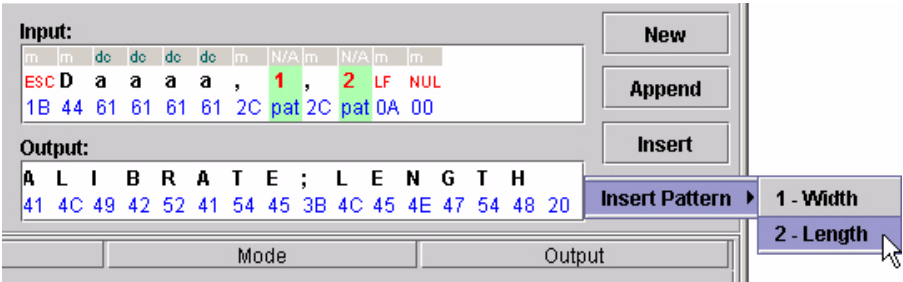 Input:
New
m m dc dc dc dc m N/A m N/A m m
ESC D a a a a , 1 , 2 LF NUL
1B 44 61 61 61 61 2C pat 2C pat 0A 00
Append
Insert
Output:
A L I B R A T E ; L E N G T H
41 4C 49 42 52 41 54 45 3B 4C 45 4E 47 54 48 20
Insert Pattern
1 - Width
2 - Length
Mode Output